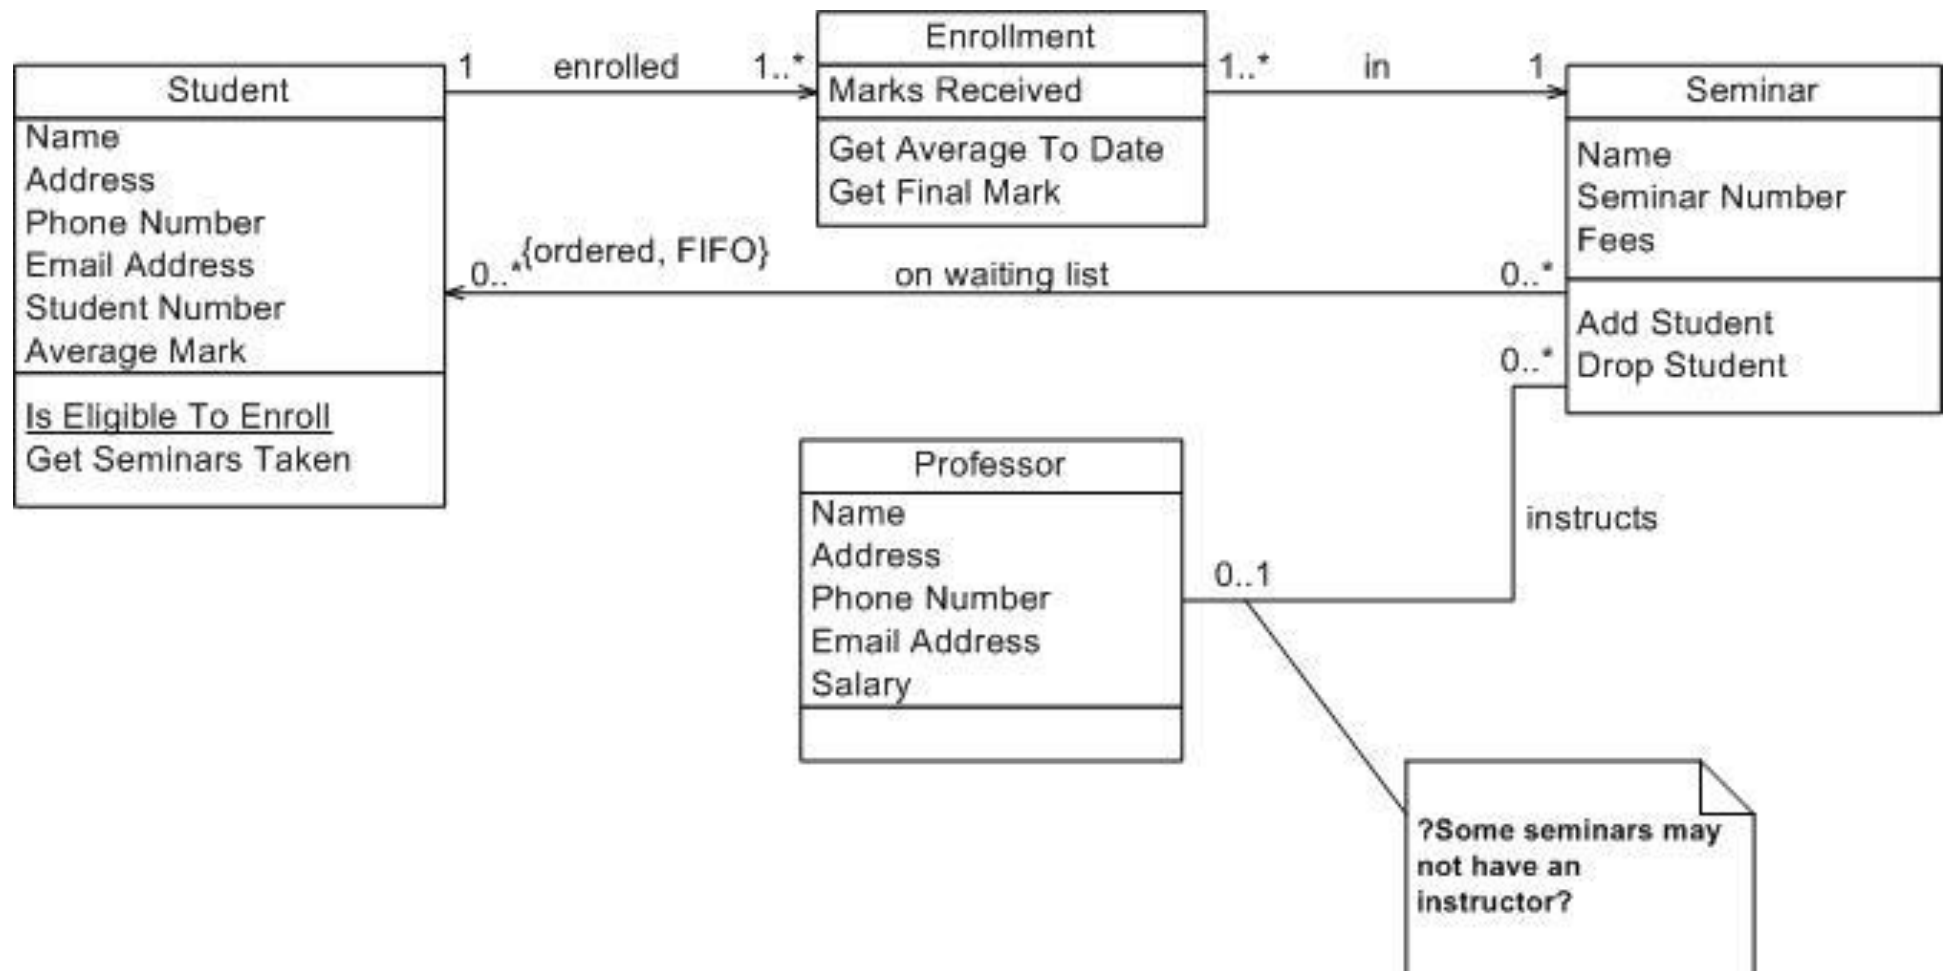 Student
Name
Address
Phone Number
Email Address
Student Number
Average Mark
Is Eligible To Enroll
Get Seminars Taken
1 enrolled 1..*
Enrollment
Marks Received
Get Average To Date
Get Final Mark
1..* in 1
Seminar
Name
Seminar Number
Fees
Add Student
Drop Student
0..* {ordered, FIFO}
on waiting list
0..*
0..*
instructs
0..1
Professor
Name
Address
Phone Number
Email Address
Salary
?Some seminars may
not have an
instructor?